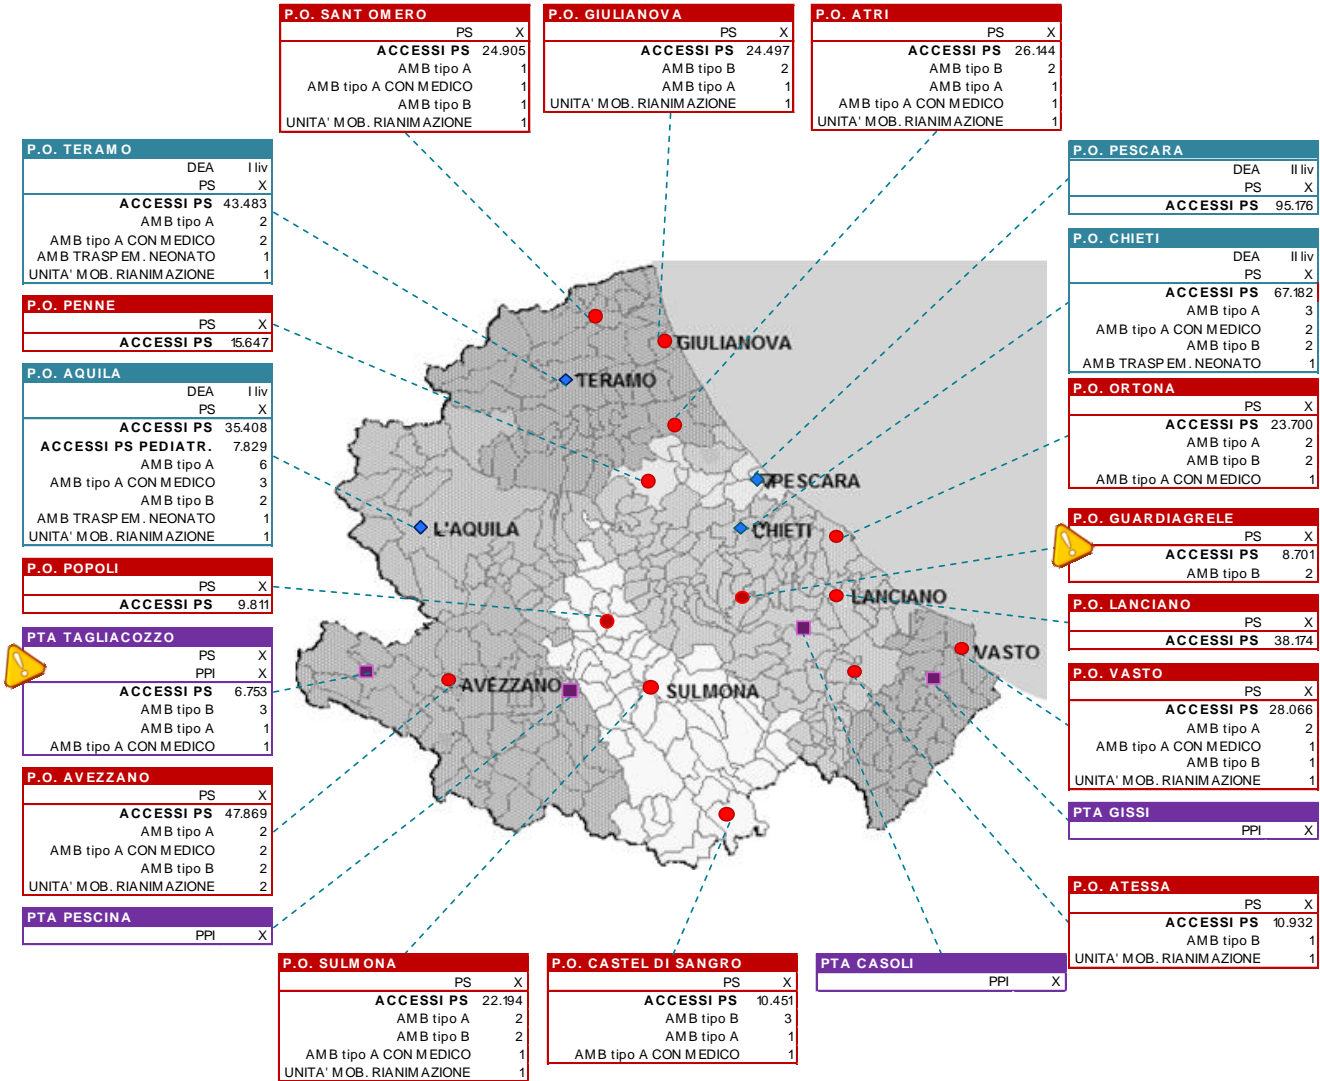 P.O. SANT OMERO
PS X
ACCESSI PS 24.905
AMB tipo A 1
AMB tipo A CON MEDICO 1
AMB tipo B 1
UNITA' MOB. RIANIMAZIONE 1
P.O. GIULIANOVA
PS X
ACCESSI PS 24.497
AMB tipo B 2
AMB tipo A 1
UNITA' MOB. RIANIMAZIONE 1
P.O. ATRI
PS X
ACCESSI PS 26.144
AMB tipo B 2
AMB tipo A 1
AMB tipo A CON MEDICO 1
UNITA' MOB. RIANIMAZIONE 1
P.O. TERAMO
DEA I liv
PS X
ACCESSI PS 43.483
AMB tipo A 2
AMB tipo A CON MEDICO 2
AMB TRASP EM. NEONATO 1
UNITA' MOB. RIANIMAZIONE 1
P.O. PENNE
PS X
ACCESSI PS 15.647
P.O. AQUILA
DEA I liv
PS X
ACCESSI PS 35.408
ACCESSI PS PEDIATR. 7.829
AMB tipo A 6
AMB tipo A CON MEDICO 3
AMB tipo B 2
AMB TRASP EM. NEONATO 1
UNITA' MOB. RIANIMAZIONE 1
P.O. POPOLI
PS X
ACCESSI PS 9.811
PTA TAGLIACOZZO
PS X
PPI X
ACCESSI PS 6.753
AMB tipo B 3
AMB tipo A 1
AMB tipo A CON MEDICO 1
P.O. AVEZZANO
PS X
ACCESSI PS 47.869
AMB tipo A 2
AMB tipo A CON MEDICO 2
AMB tipo B 2
UNITA' MOB. RIANIMAZIONE 2
PTA PESCINA
PPI X
GIULIANOVA
TERAMO
PESCARA
L'AQUILA
CHIETI
LANCIANO
VASTO
AVEZZANO
SULMONA
P.O. PESCARA
DEA II liv
PS X
ACCESSI PS 95.176
P.O. CHIETI
DEA II liv
PS X
ACCESSI PS 67.182
AMB tipo A 3
AMB tipo A CON MEDICO 2
AMB tipo B 2
AMB TRASP EM. NEONATO 1
P.O. ORTONA
PS X
ACCESSI PS 23.700
AMB tipo A 2
AMB tipo B 2
AMB tipo A CON MEDICO 1
P.O. GUARDIAGRELE
PS X
ACCESSI PS 8.701
AMB tipo B 2
P.O. LANCIANO
PS X
ACCESSI PS 38.174
P.O. VASTO
PS X
ACCESSI PS 28.066
AMB tipo A 2
AMB tipo A CON MEDICO 1
AMB tipo B 1
UNITA' MOB. RIANIMAZIONE 1
PTA GISSI
PPI X
P.O. ATESSA
PS X
ACCESSI PS 10.932
AMB tipo B 1
UNITA' MOB. RIANIMAZIONE 1
P.O. SULMONA
PS X
ACCESSI PS 22.194
AMB tipo A 2
AMB tipo B 2
AMB tipo A CON MEDICO 1
UNITA' MOB. RIANIMAZIONE 1
P.O. CASTEL DI SANGRO
PS X
ACCESSI PS 10.451
AMB tipo B 3
AMB tipo A 1
AMB tipo A CON MEDICO 1
PTA CASOLI
PPI X